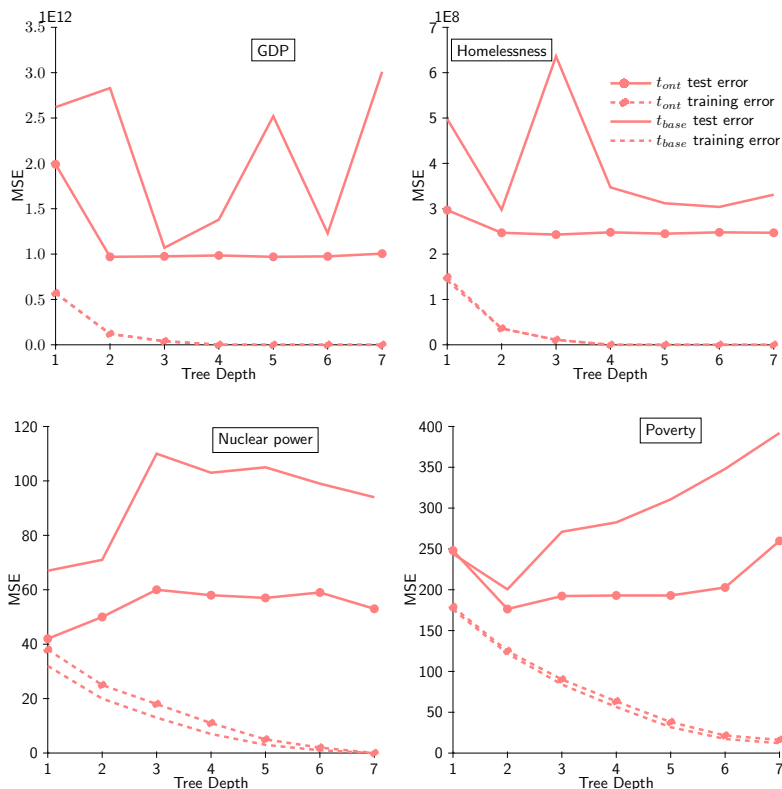 1E12
GDP
3.5
3.0
2.5
2.0
1.5
1.0
0.5
0.0
MSE
1 2 3 4 5 6 7
Tree Depth
1E8
Homelessness
7
6
5
4
3
2
1
0
MSE
t_ont test error
t_ont training error
t_base test error
t_base training error
1 2 3 4 5 6 7
Tree Depth
Nuclear power
120
100
80
60
40
20
0
MSE
1 2 3 4 5 6 7
Tree Depth
Poverty
400
350
300
250
200
150
100
50
0
MSE
1 2 3 4 5 6 7
Tree Depth